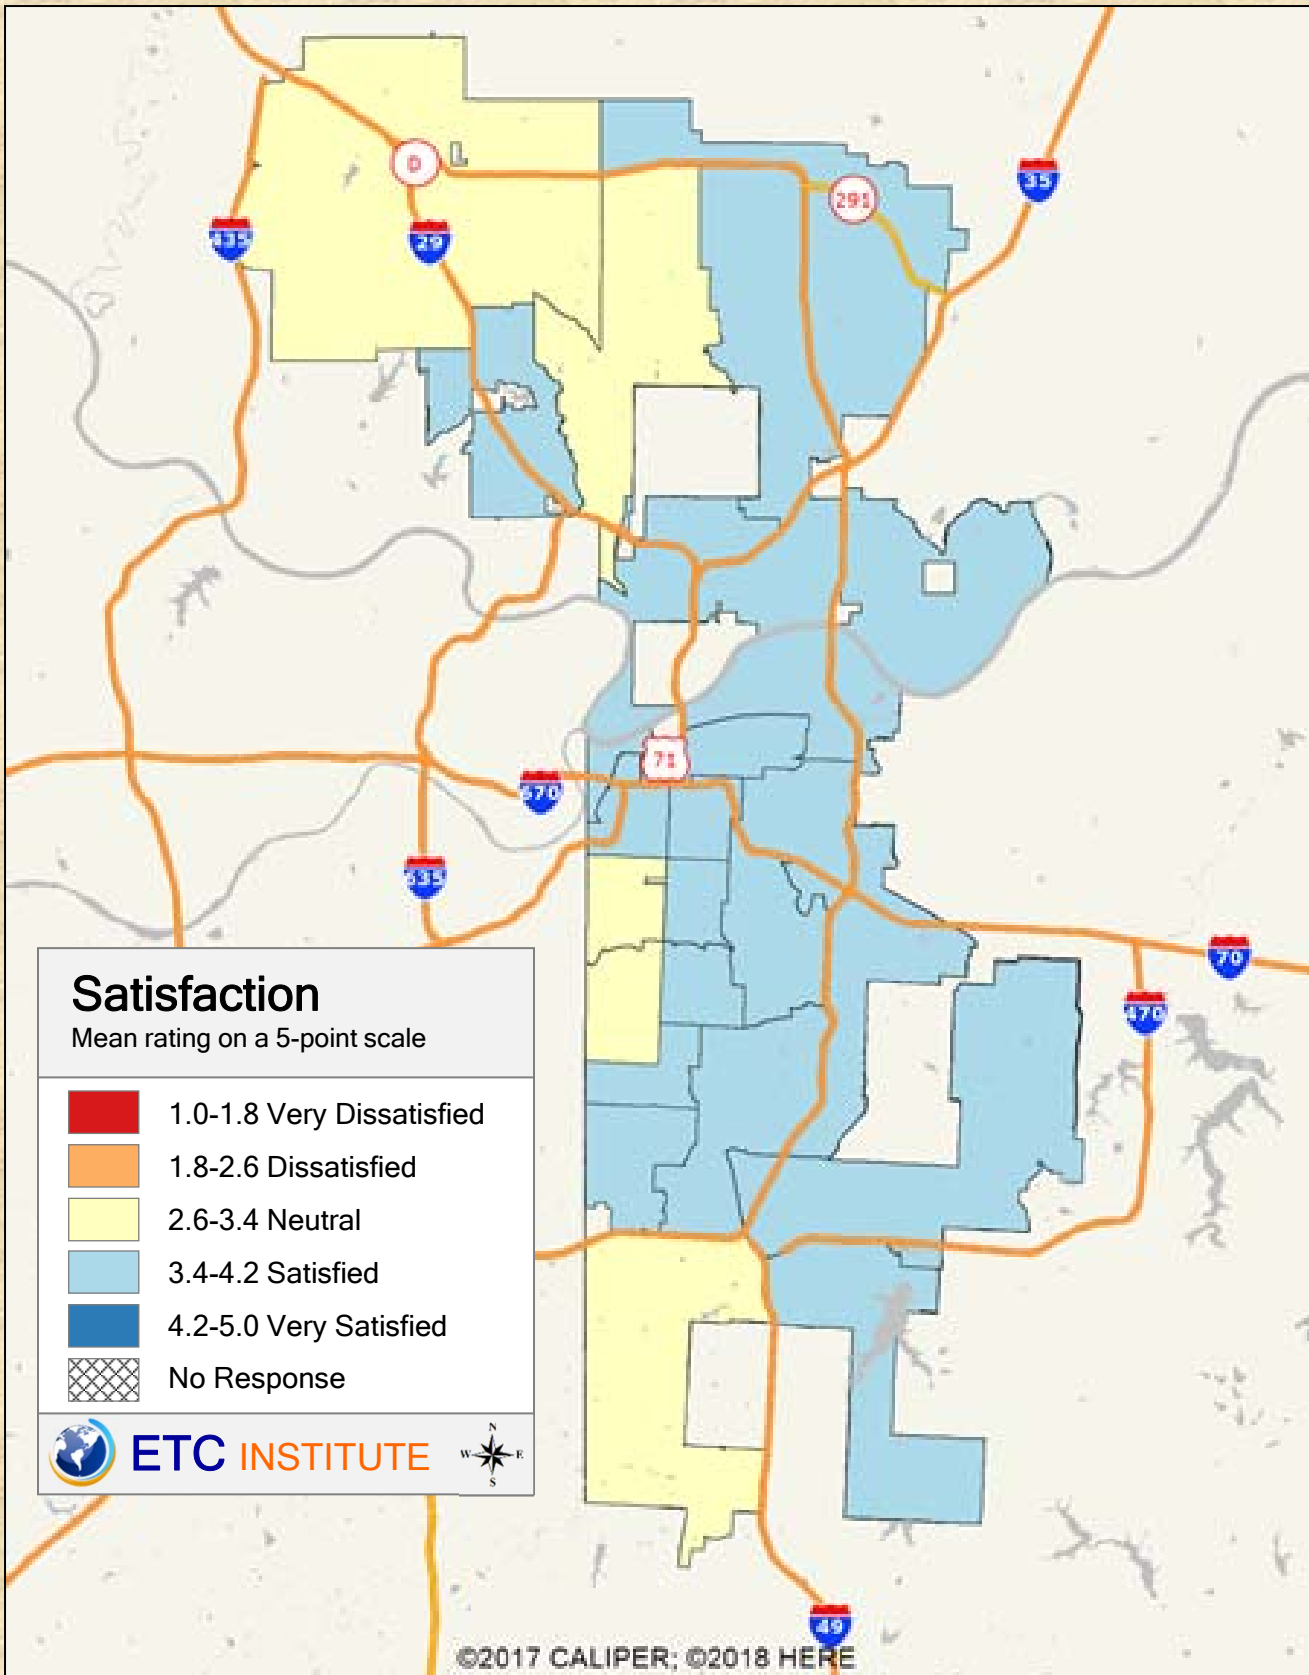 D
291
35
435
29
71
670
635
70
470
Satisfaction
Mean rating on a 5-point scale
1.0-1.8 Very Dissatisfied
1.8-2.6 Dissatisfied
2.6-3.4 Neutral
3.4-4.2 Satisfied
4.2-5.0 Very Satisfied
No Response
ETC INSTITUTE
N
W E
S
49
©2017 CALIPER; ©2018 HERE